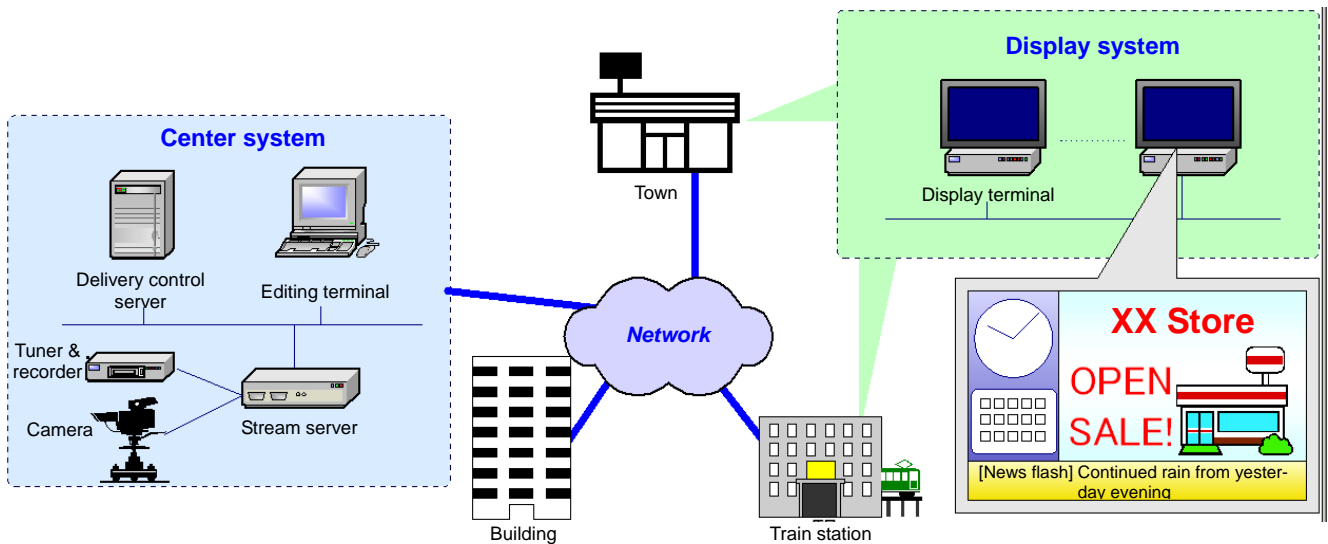 Center system
Delivery control
server
Editing terminal
Tuner &
recorder
Camera
Stream server
Town
Network
Building
Train station
Display system
Display terminal
XX Store
OPEN
SALE!
[News flash] Continued rain from yester-
day evening